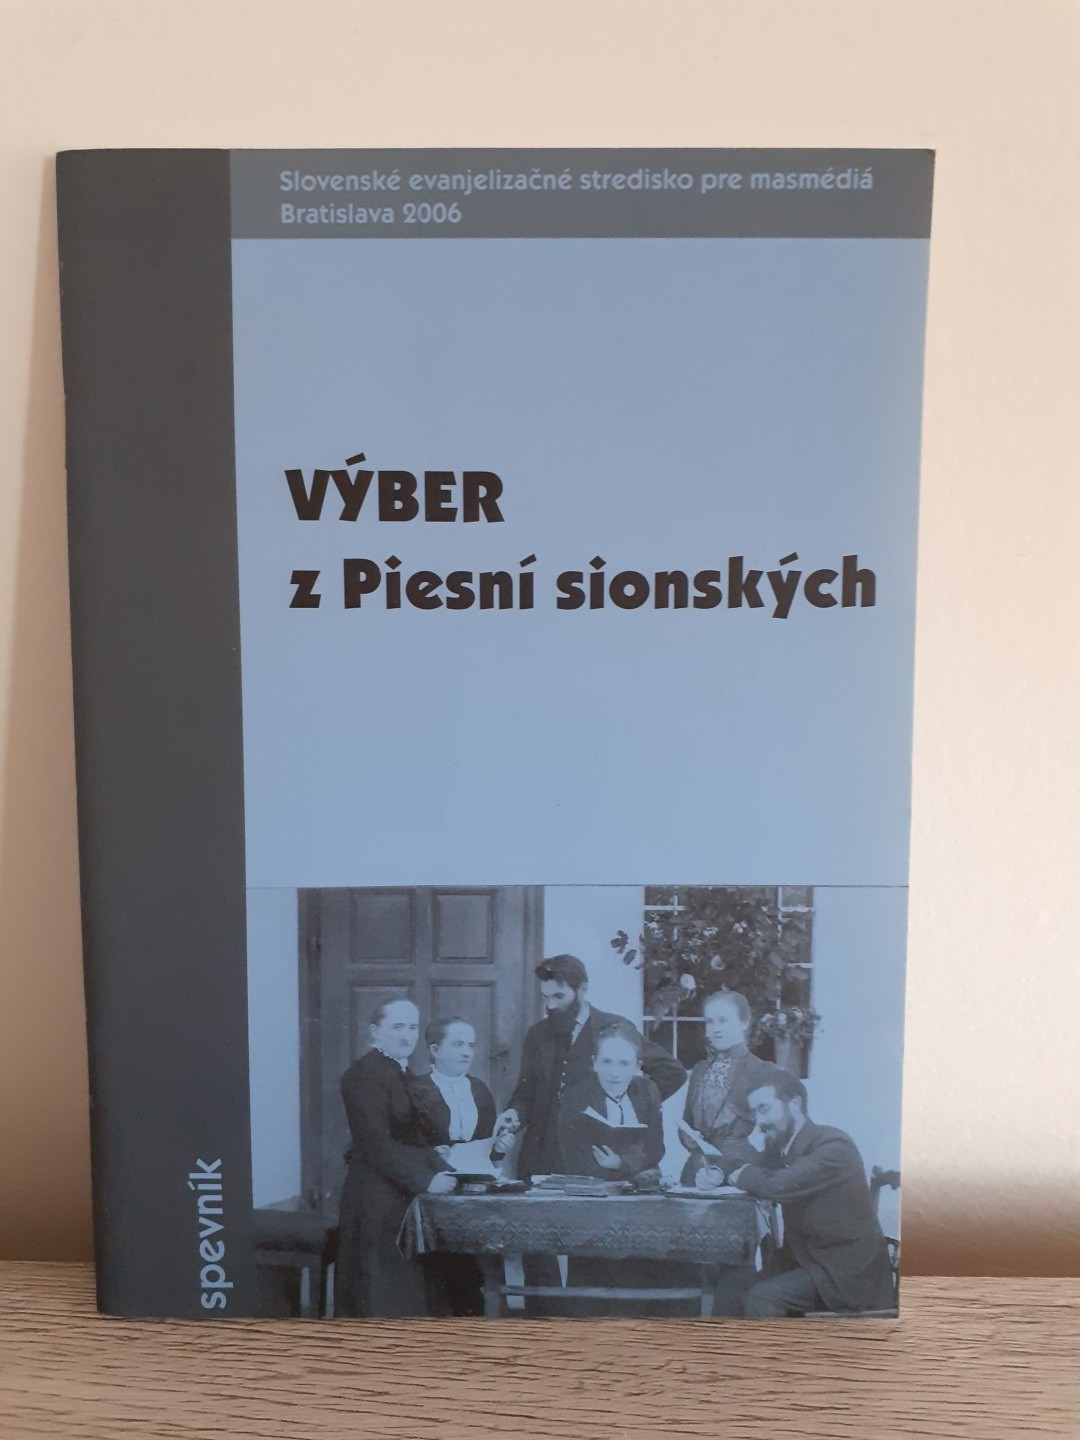 Slovenské evanjelizačné stredisko pre masmédiá
Bratislava 2006
VÝBER
z Piesní sionských
spevník